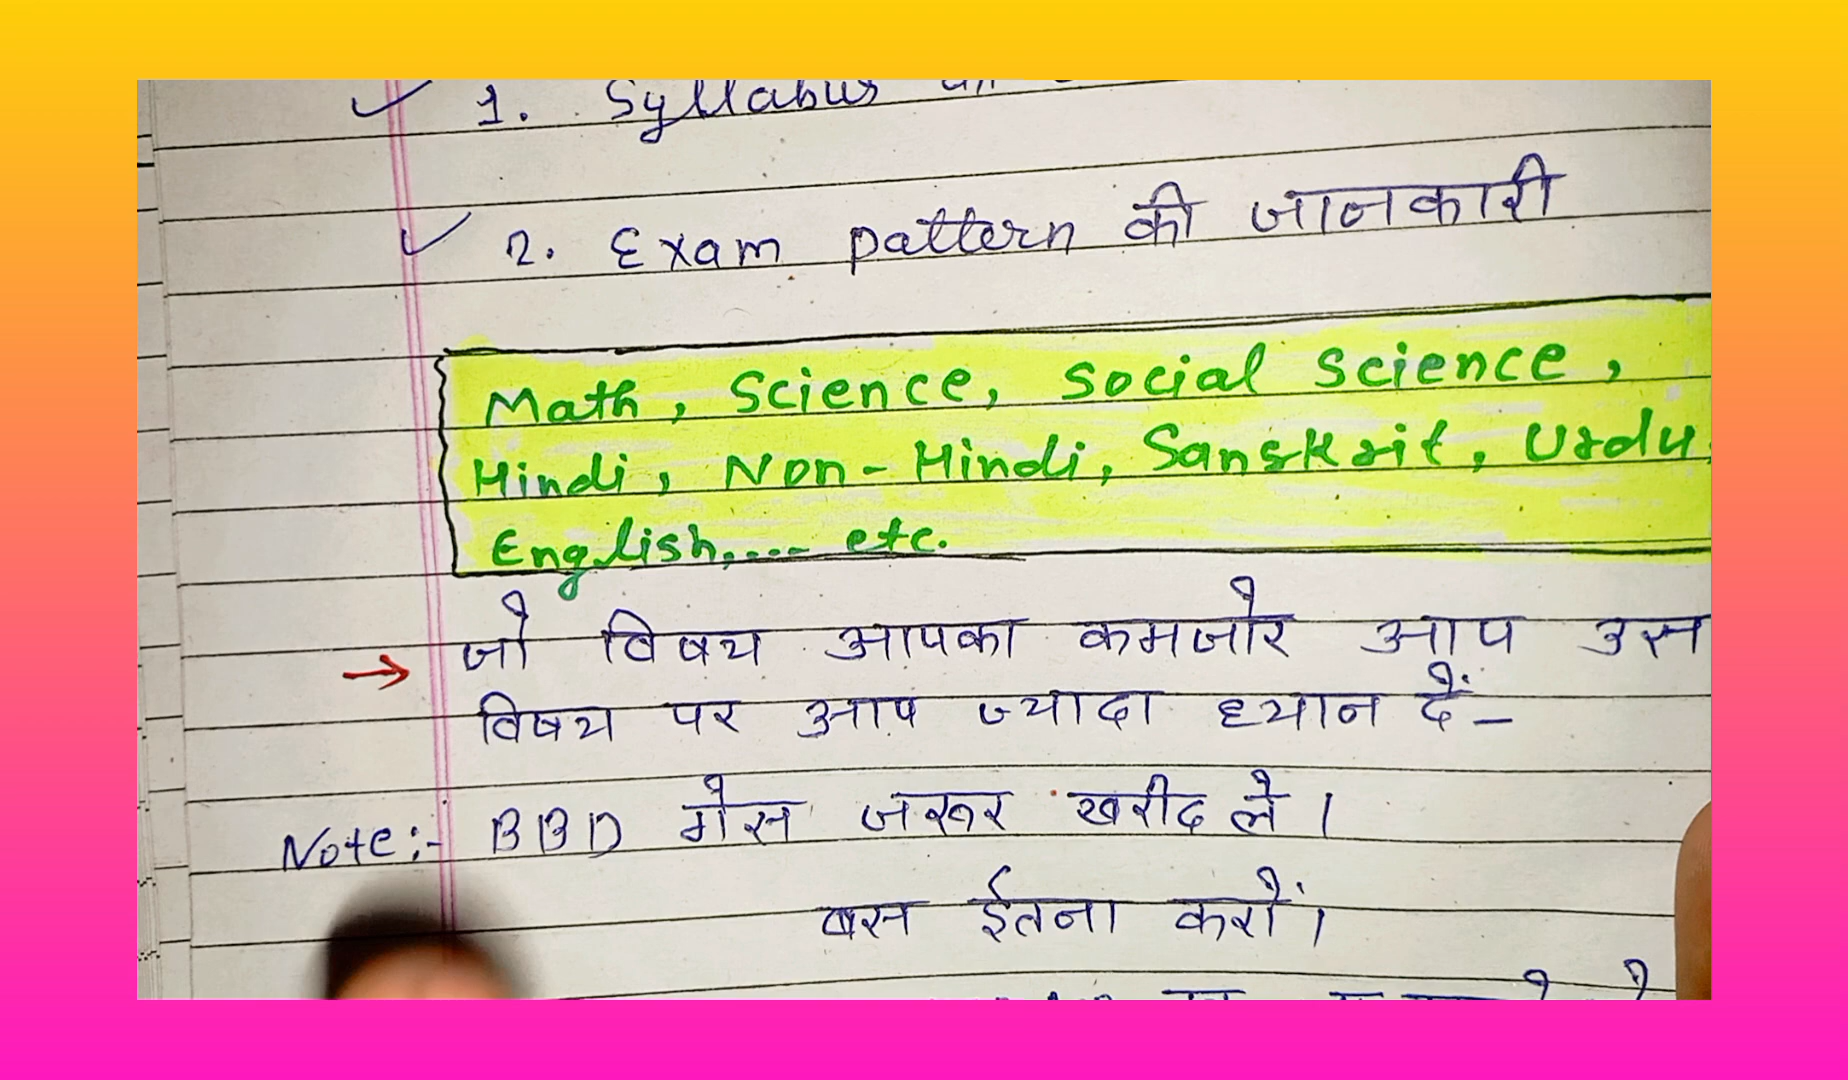 1. Syllabus
2. Exam pattern की जानकारी
Math, Science, Social Science,
Hindi, Non-Hindi, Sanskrit, Urdu,
English,.... etc.
→ जो विषय आपका कमजोर आप उस
विषय पर आप ज्यादा ध्यान दें-
Note:- BBD गेस जरूर खरीद ले।
बस ईतना करों।